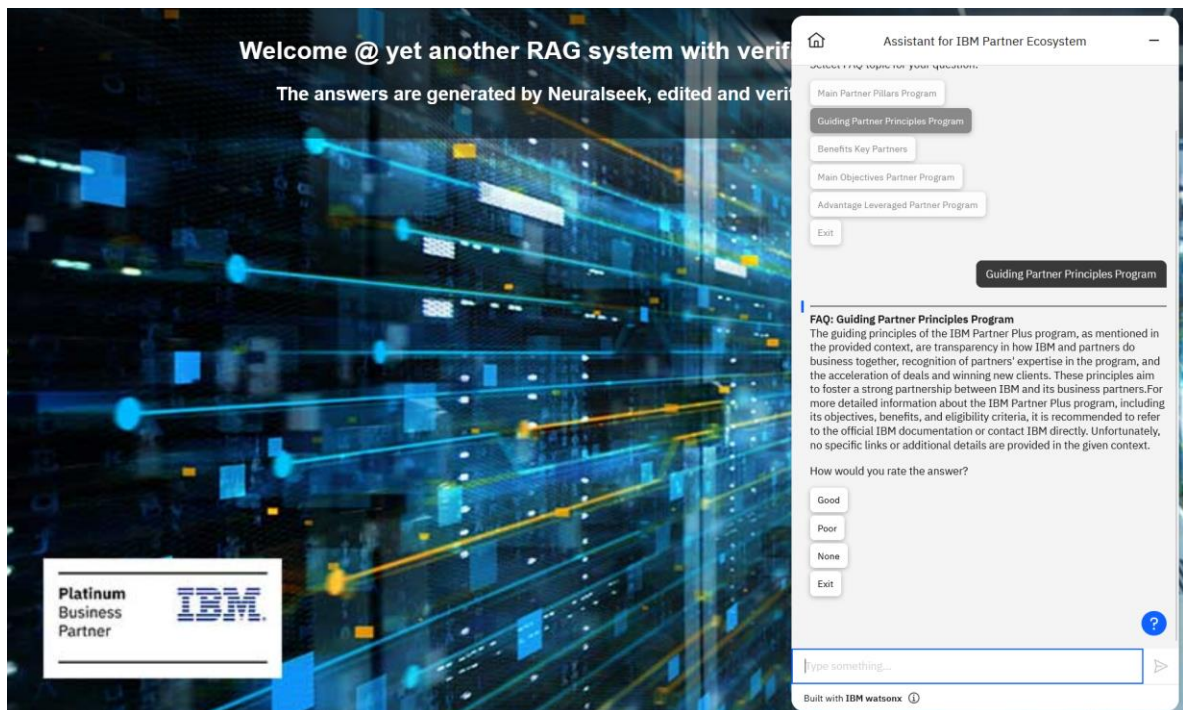 Welcome @ yet another RAG system with verif
The answers are generated by Neuralseek, edited and veri
Platinum
Business
Partner
IBM
Assistant for IBM Partner Ecosystem
Select FAQ topic for your question:
Main Partner Pillars Program
Guiding Partner Principles Program
Benefits Key Partners
Main Objectives Partner Program
Advantage Leveraged Partner Program
Exit
Guiding Partner Principles Program
FAQ: Guiding Partner Principles Program
The guiding principles of the IBM Partner Plus program, as mentioned in
the provided context, are transparency in how IBM and partners do
business together, recognition of partners' expertise in the program, and
the acceleration of deals and winning new clients. These principles aim
to foster a strong partnership between IBM and its business partners.For
more detailed information about the IBM Partner Plus program, including
its objectives, benefits, and eligibility criteria, it is recommended to refer
to the official IBM documentation or contact IBM directly. Unfortunately,
no specific links or additional details are provided in the given context.
How would you rate the answer?
Good
Poor
None
Exit
?
Type something...
Built with IBM watsonx